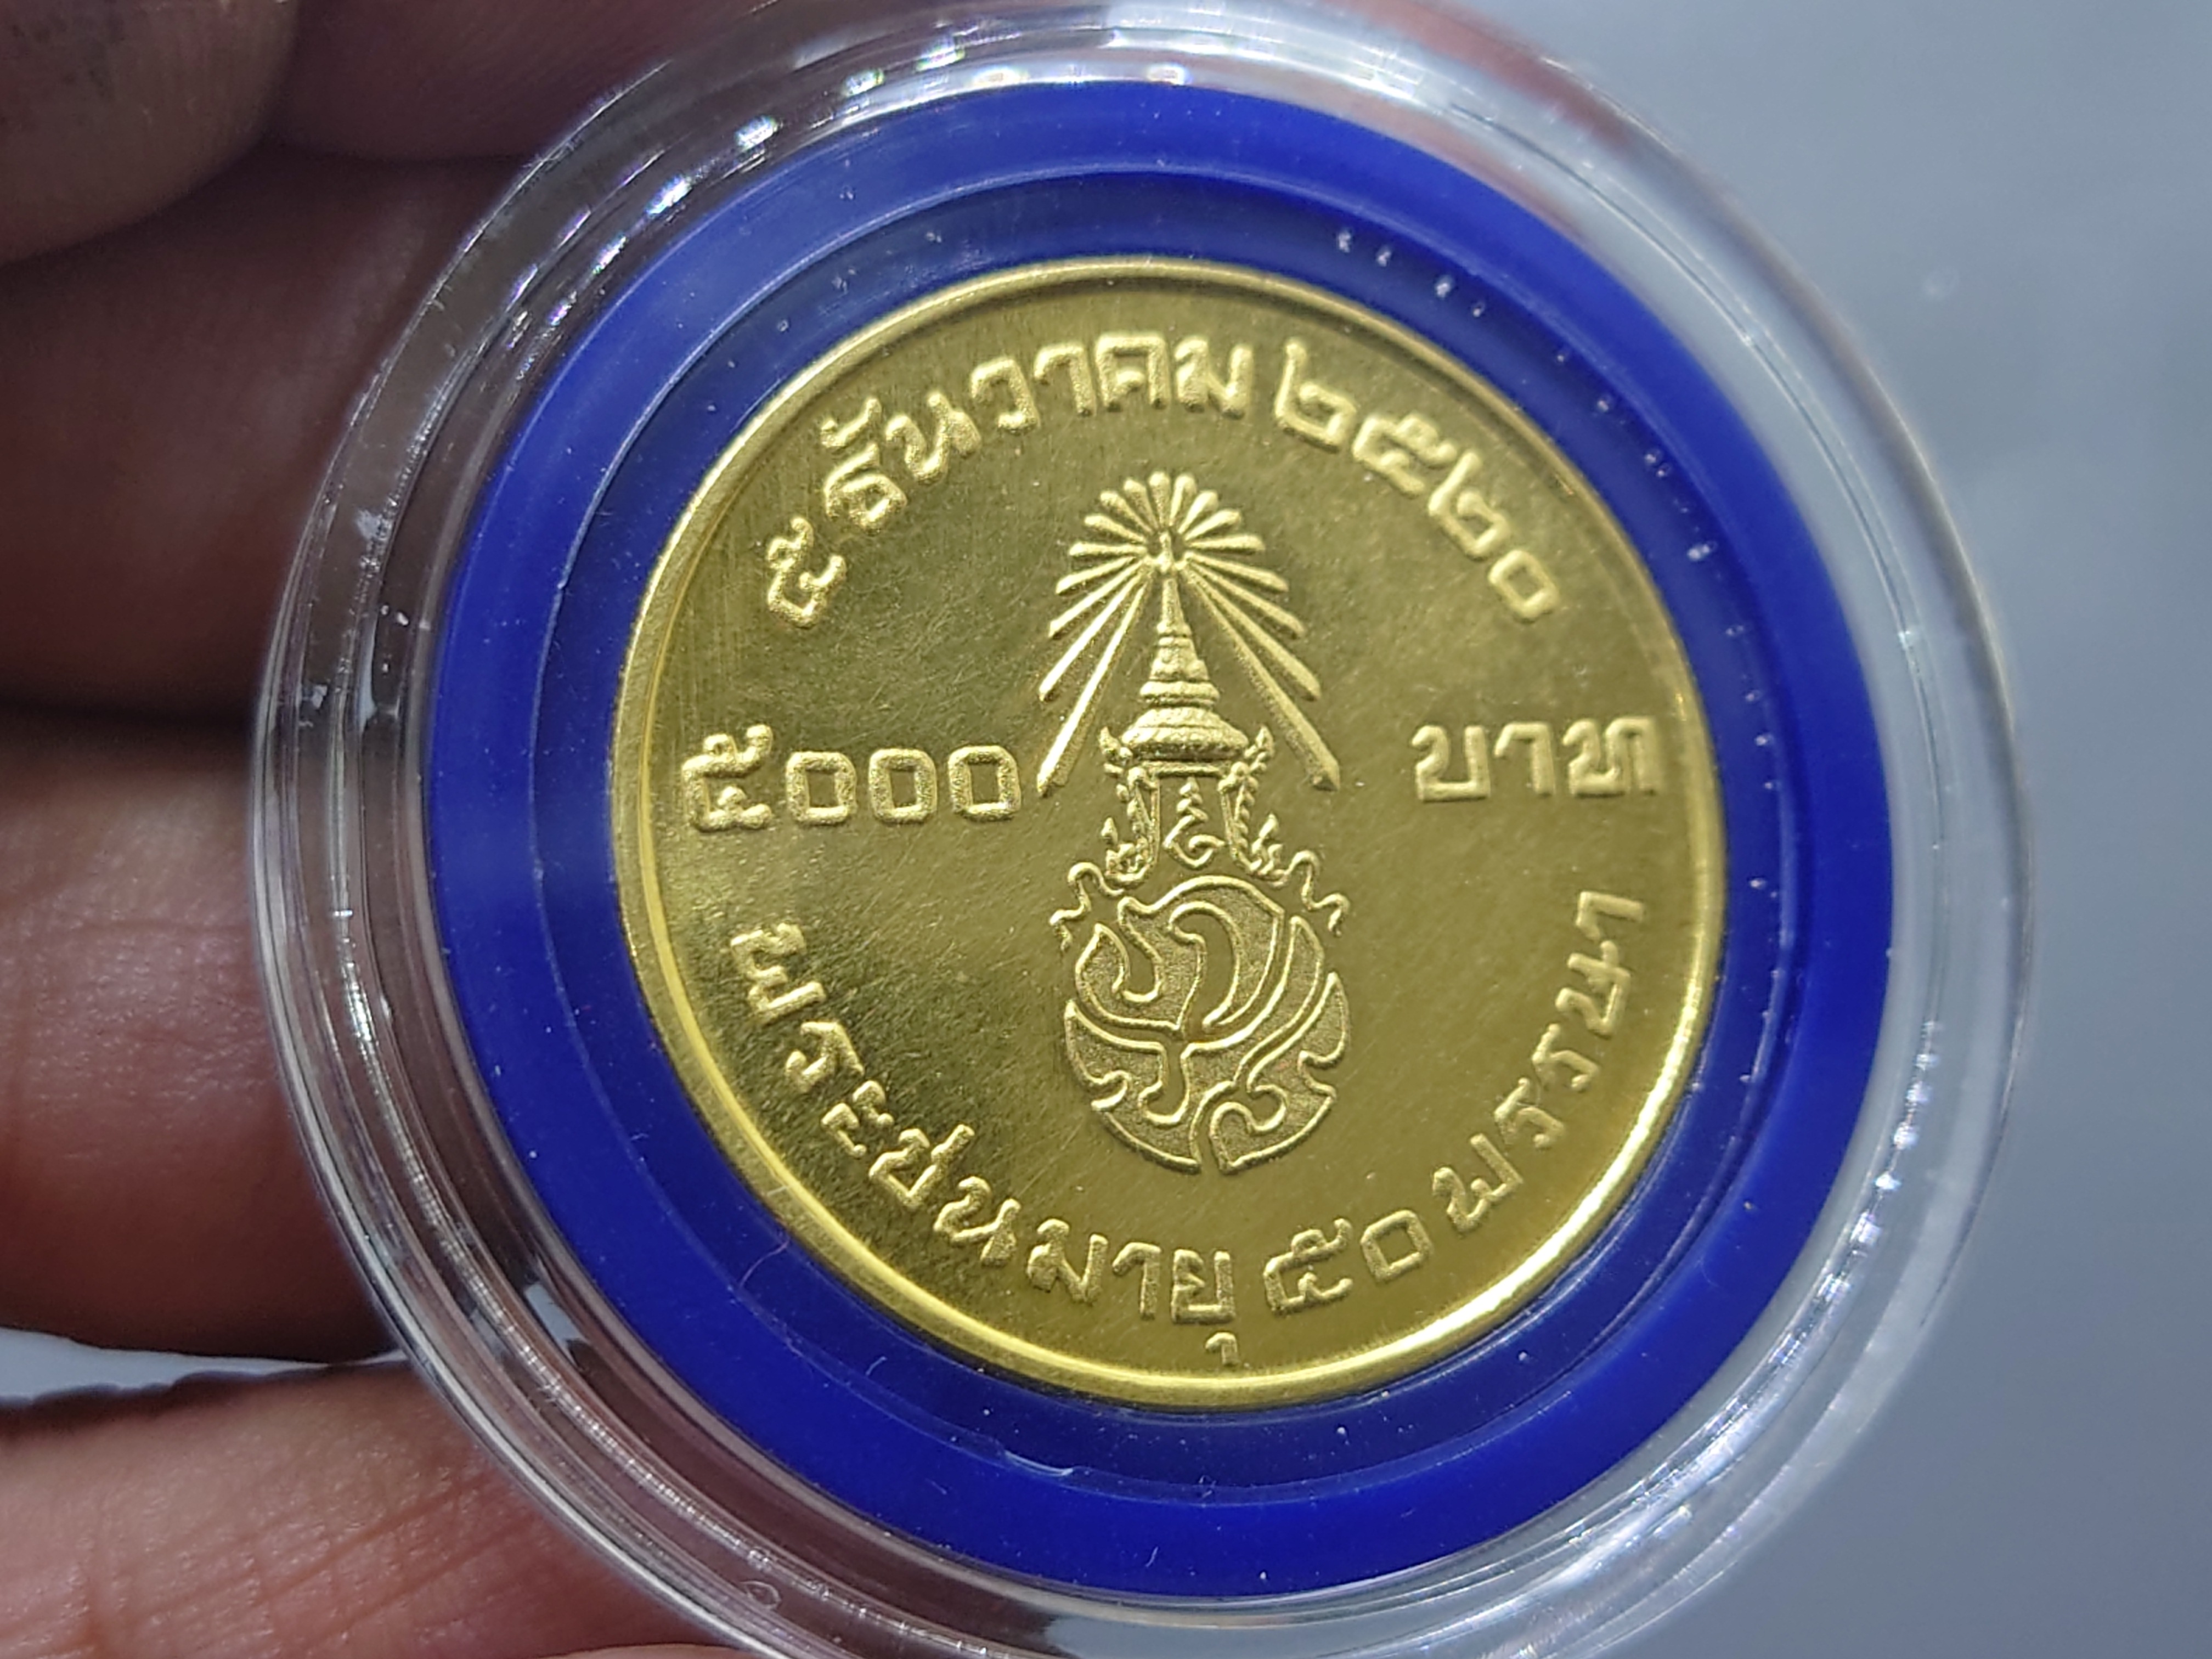 ๕ ธันวาคม ๒๕๒๐
๕๐๐๐ บาท
พระชนมายุ ๕๐ พรรษา